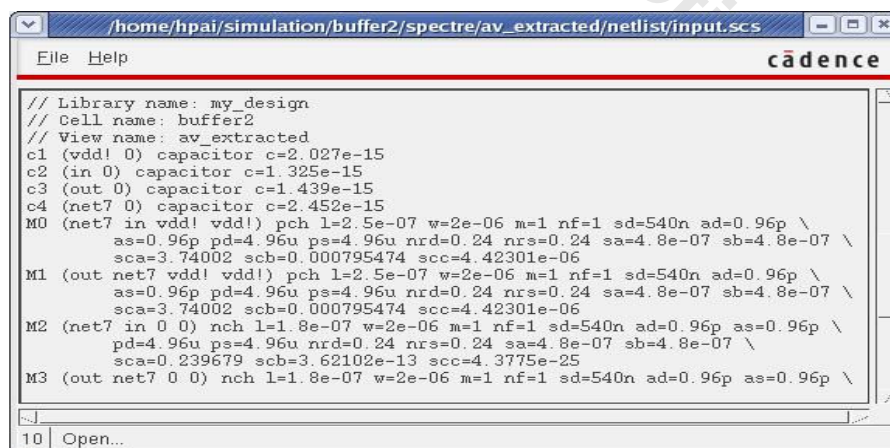 /home/hpai/simulation/buffer2/spectre/av_extracted/netlist/input.scs
File Help
cādence
// Library name: my_design
// Cell name: buffer2
// View name: av_extracted
c1 (vdd! 0) capacitor c=2.027e-15
c2 (in 0) capacitor c=1.325e-15
c3 (out 0) capacitor c=1.439e-15
c4 (net7 0) capacitor c=2.452e-15
M0 (net7 in vdd! vdd!) pch l=2.5e-07 w=2e-06 m=1 nf=1 sd=540n ad=0.96p \
as=0.96p pd=4.96u ps=4.96u nrd=0.24 nrs=0.24 sa=4.8e-07 sb=4.8e-07 \
sca=3.74002 scb=0.000795474 scc=4.42301e-06
M1 (out net7 vdd! vdd!) pch l=2.5e-07 w=2e-06 m=1 nf=1 sd=540n ad=0.96p \
as=0.96p pd=4.96u ps=4.96u nrd=0.24 nrs=0.24 sa=4.8e-07 sb=4.8e-07 \
sca=3.74002 scb=0.000795474 scc=4.42301e-06
M2 (net7 in 0 0) nch l=1.8e-07 w=2e-06 m=1 nf=1 sd=540n ad=0.96p as=0.96p \
pd=4.96u ps=4.96u nrd=0.24 nrs=0.24 sa=4.8e-07 sb=4.8e-07 \
sca=0.239679 scb=3.62102e-13 scc=4.3775e-25
M3 (out net7 0 0) nch l=1.8e-07 w=2e-06 m=1 nf=1 sd=540n ad=0.96p as=0.96p \
10 Open...